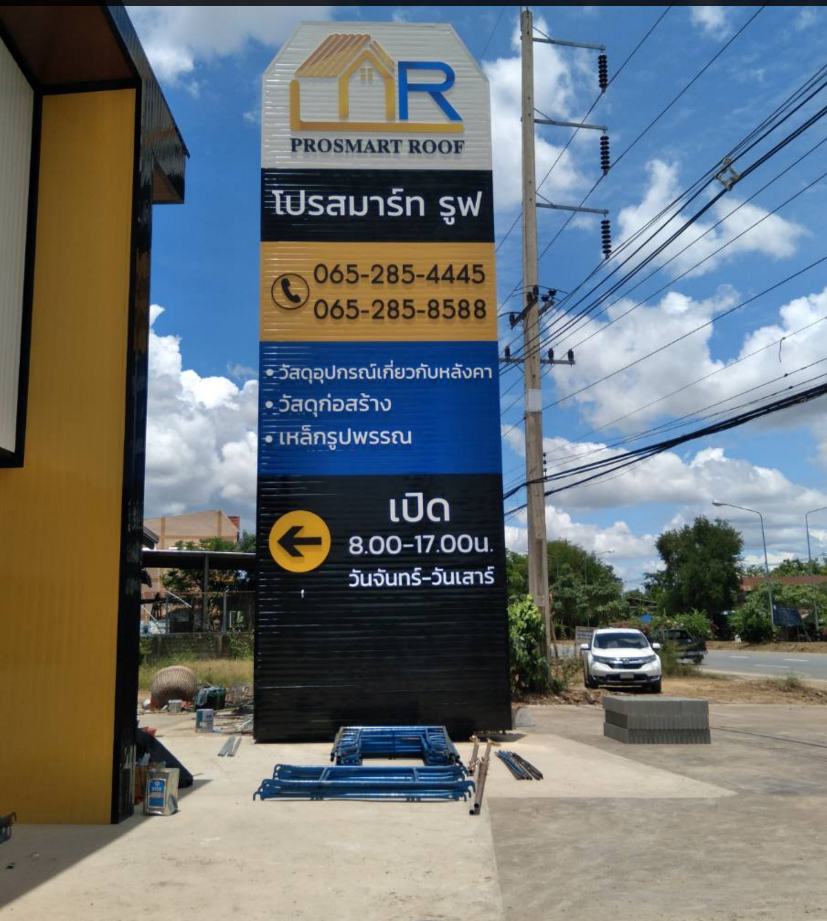 R
PROSMART ROOF
โปรสมาร์ท รูฟ
065-285-4445
065-285-8588
• วัสดุอุปกรณ์เกี่ยวกับหลังคา
• วัสดุก่อสร้าง
• เหล็กรูปพรรณ
เปิด
8.00-17.00น.
วันจันทร์-วันเสาร์